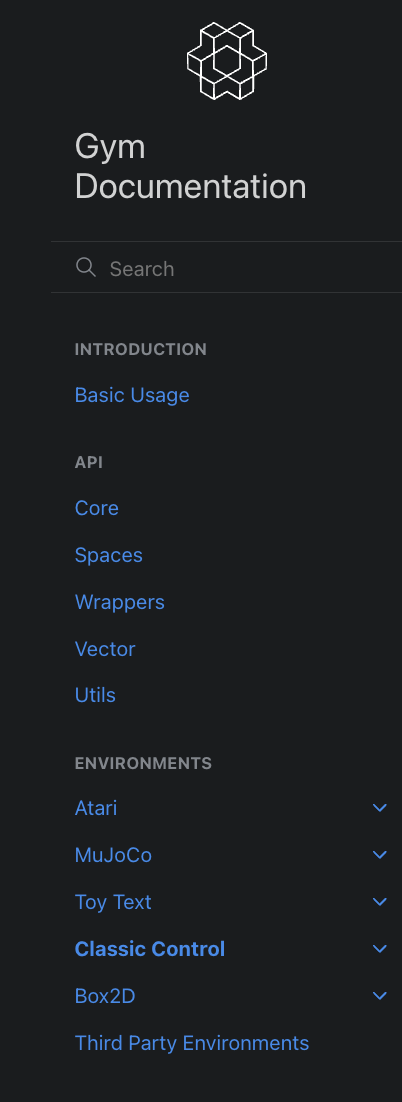 Gym
Documentation
Search
INTRODUCTION
Basic Usage
API
Core
Spaces
Wrappers
Vector
Utils
ENVIRONMENTS
Atari
MuJoCo
Toy Text
Classic Control
Box2D
Third Party Environments